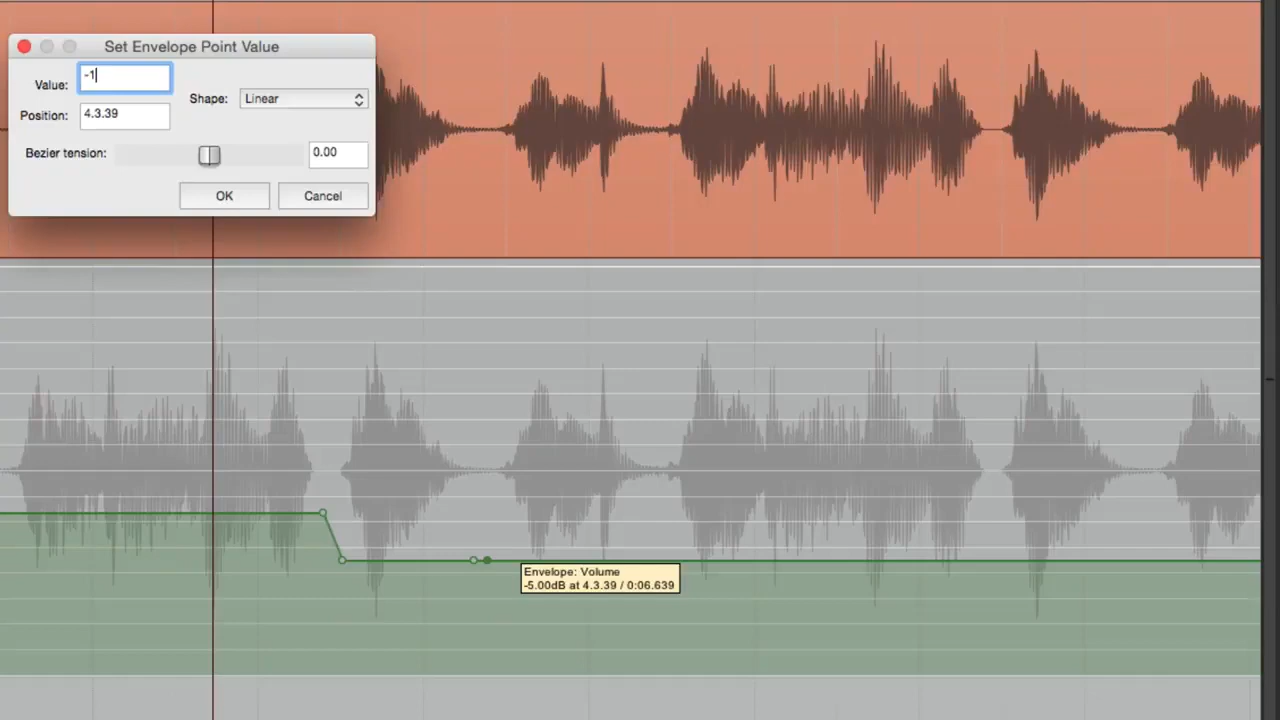 Set Envelope Point Value
Value: -1
Shape: Linear
Position: 4.3.39
Bezier tension: 0.00
OK Cancel
Envelope: Volume
-5.00dB at 4.3.39 / 0:06.639